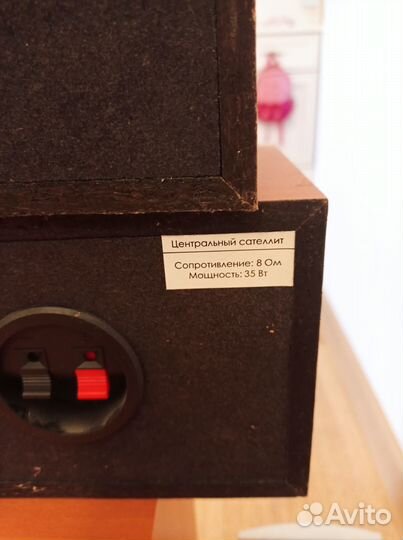 Центральный сателлит
Сопротивление: 8 Ом
Мощность: 35 Вт
Avito